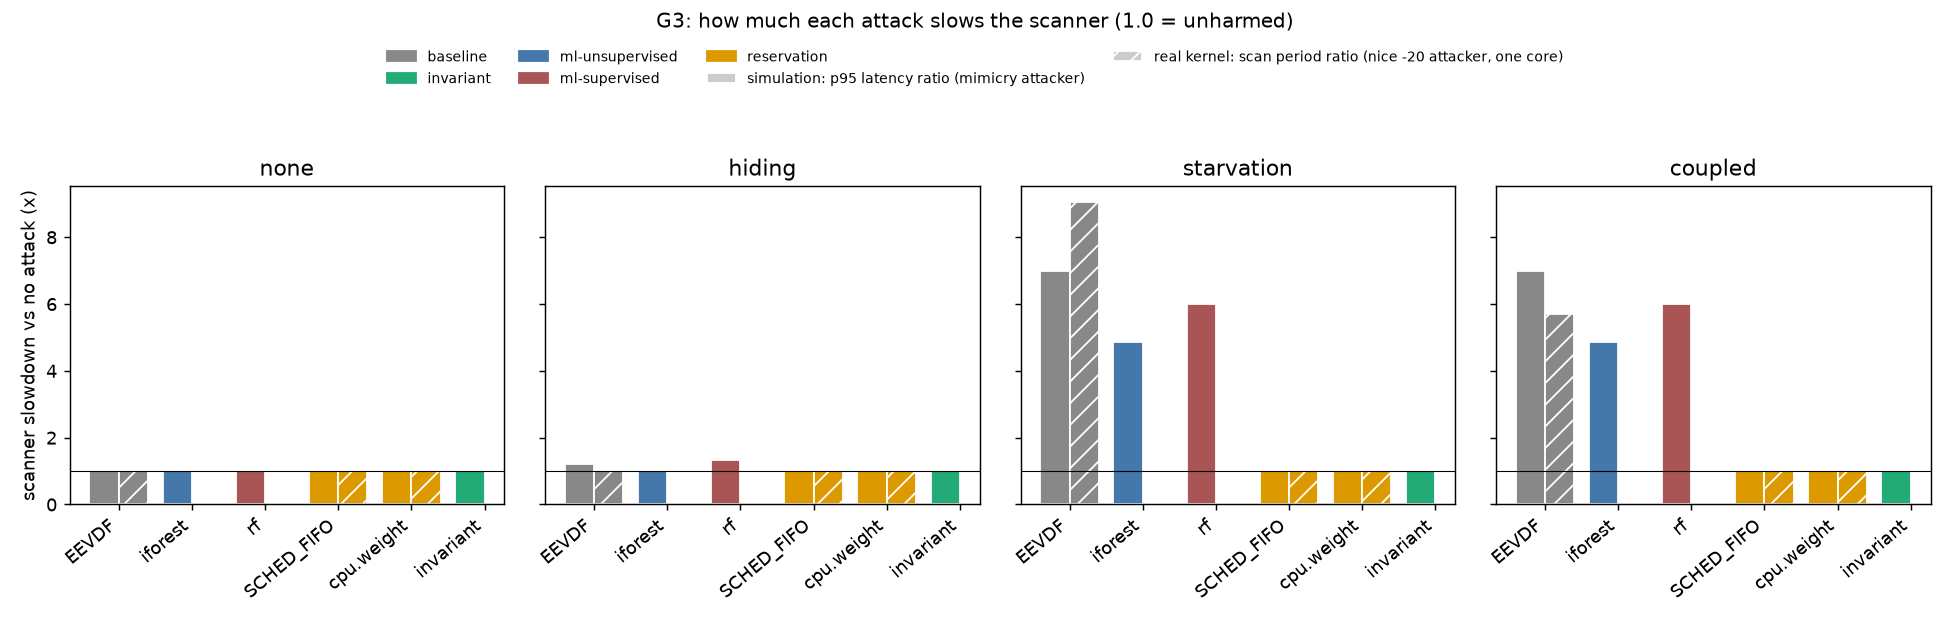 G3: how much each attack slows the scanner (1.0 = unharmed)
baseline
invariant
ml-unsupervised
ml-supervised
reservation
simulation: p95 latency ratio (mimicry attacker)
real kernel: scan period ratio (nice -20 attacker, one core)
none
hiding
starvation
coupled
scanner slowdown vs no attack (x)
8
6
4
2
0
EEVDF
iforest
rf
SCHED_FIFO
cpu.weight
invariant
EEVDF
iforest
rf
SCHED_FIFO
cpu.weight
invariant
EEVDF
iforest
rf
SCHED_FIFO
cpu.weight
invariant
EEVDF
iforest
rf
SCHED_FIFO
cpu.weight
invariant